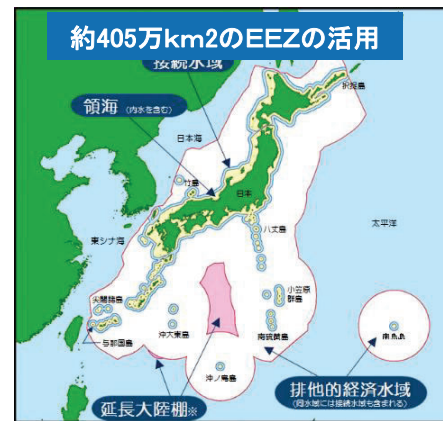 約405万km2のEEZの活用
接続水域
択捉島
領海 (内水を含む)
日本海
竹島
日本
太平洋
八丈島
東シナ海
小笠原
群島
尖閣諸島
沖大東島
南硫黄島
南鳥島
与那国島
沖ノ鳥島
排他的経済水域
(同水域には接続水域も含まれる)
延長大陸棚※